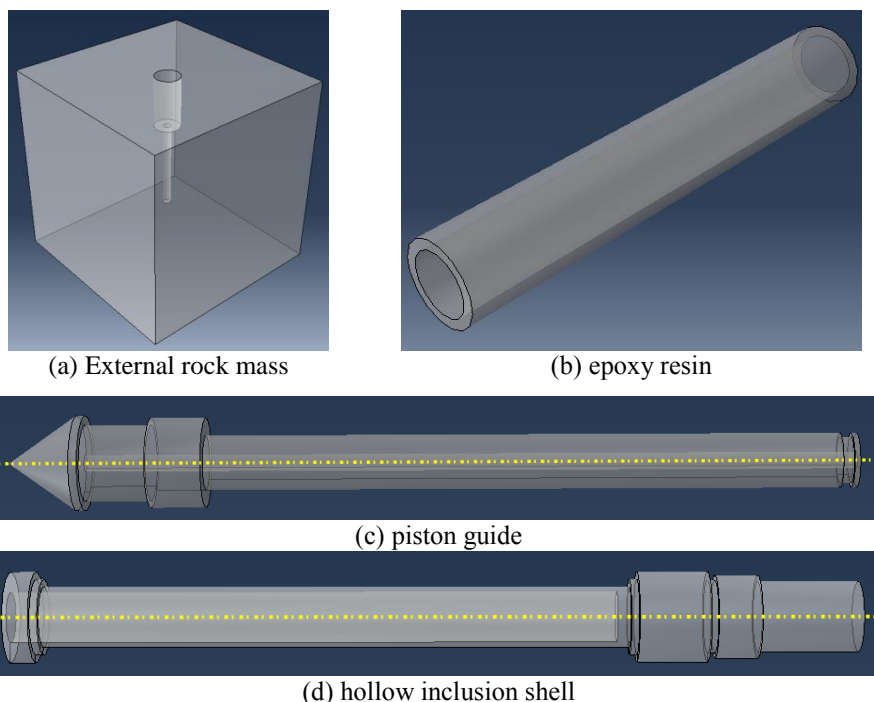 (a) External rock mass
(b) epoxy resin
(c) piston guide
(d) hollow inclusion shell